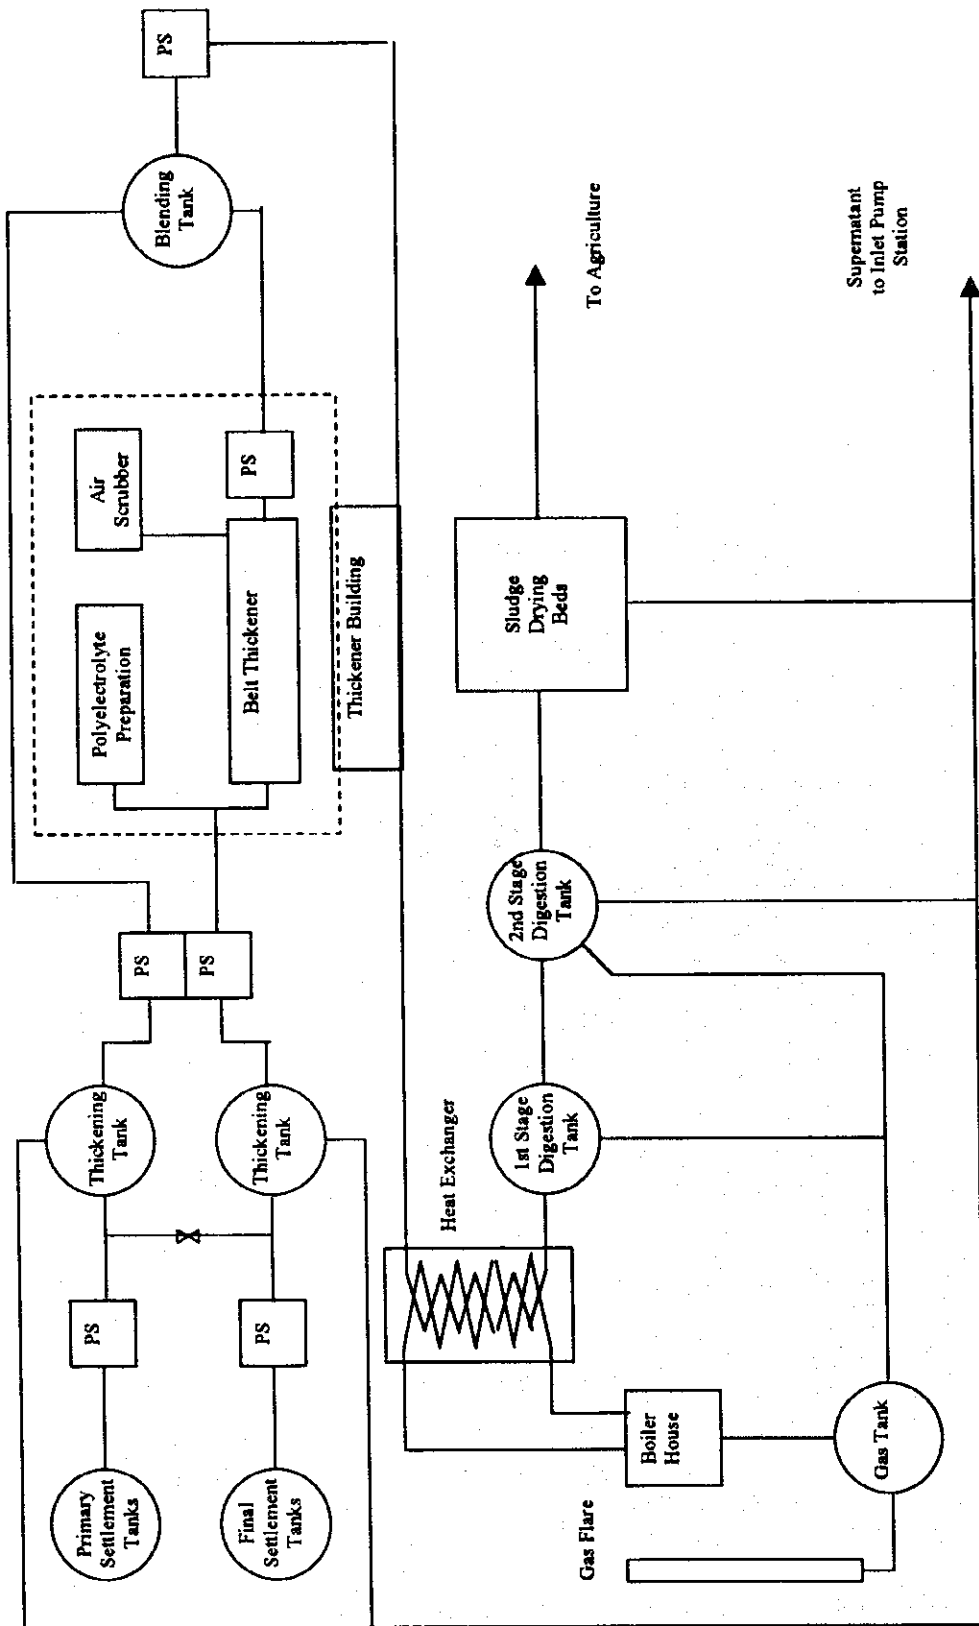 Primary
Settlement
Tanks
PS
Thickening
Tank
PS
Polyelectrolyte
Preparation
Air
Scrubber
Blending
Tank
PS
Final
Settlement
Tanks
PS
Thickening
Tank
PS
Belt Thickener
PS
Thickener Building
Heat Exchanger
1st Stage
Digestion
Tank
2nd Stage
Digestion
Tank
Sludge
Drying
Beds
To Agriculture
Gas Flare
Boiler
House
Gas Tank
Supernatant
to Inlet Pump
Station